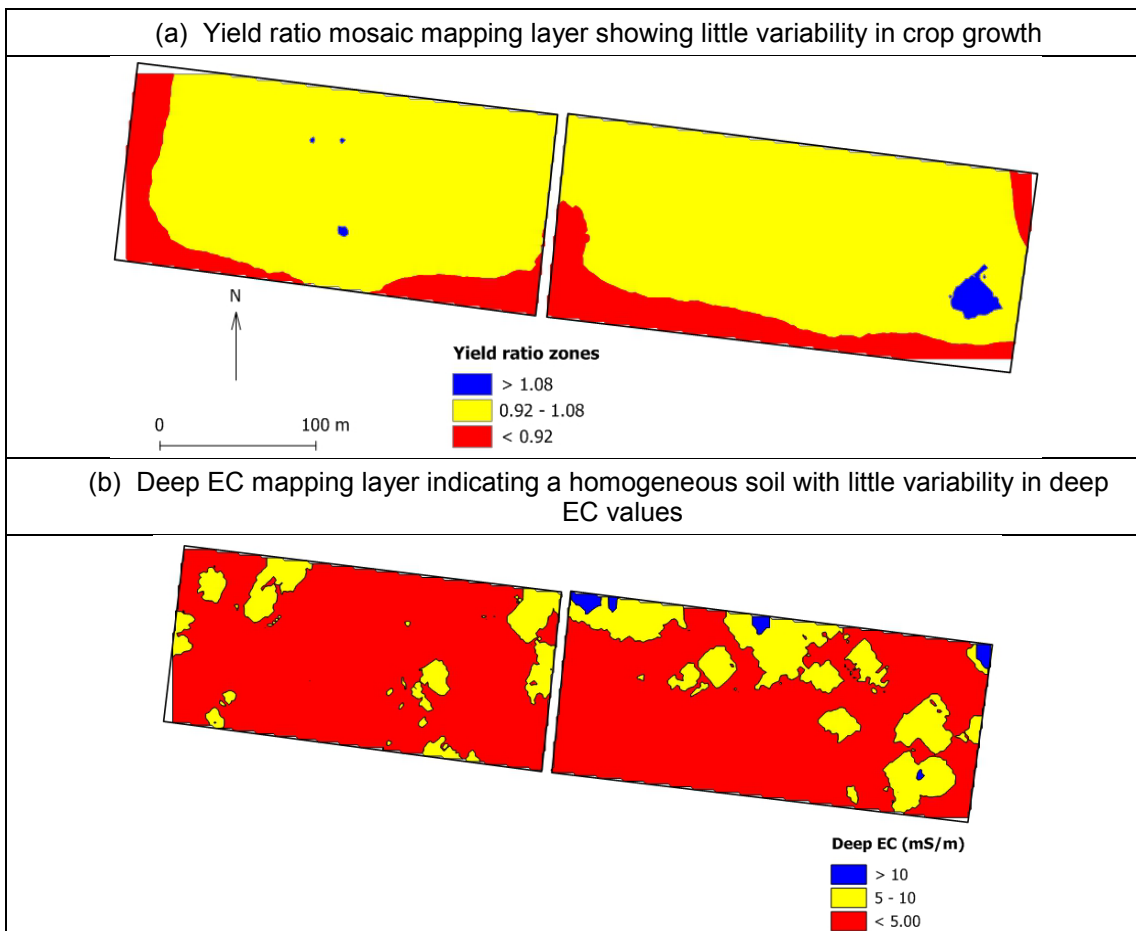 (a) Yield ratio mosaic mapping layer showing little variability in crop growth
N
Yield ratio zones
> 1.08
0.92 - 1.08
< 0.92
0 100 m
(b) Deep EC mapping layer indicating a homogeneous soil with little variability in deep
EC values
Deep EC (mS/m)
> 10
5 - 10
< 5.00